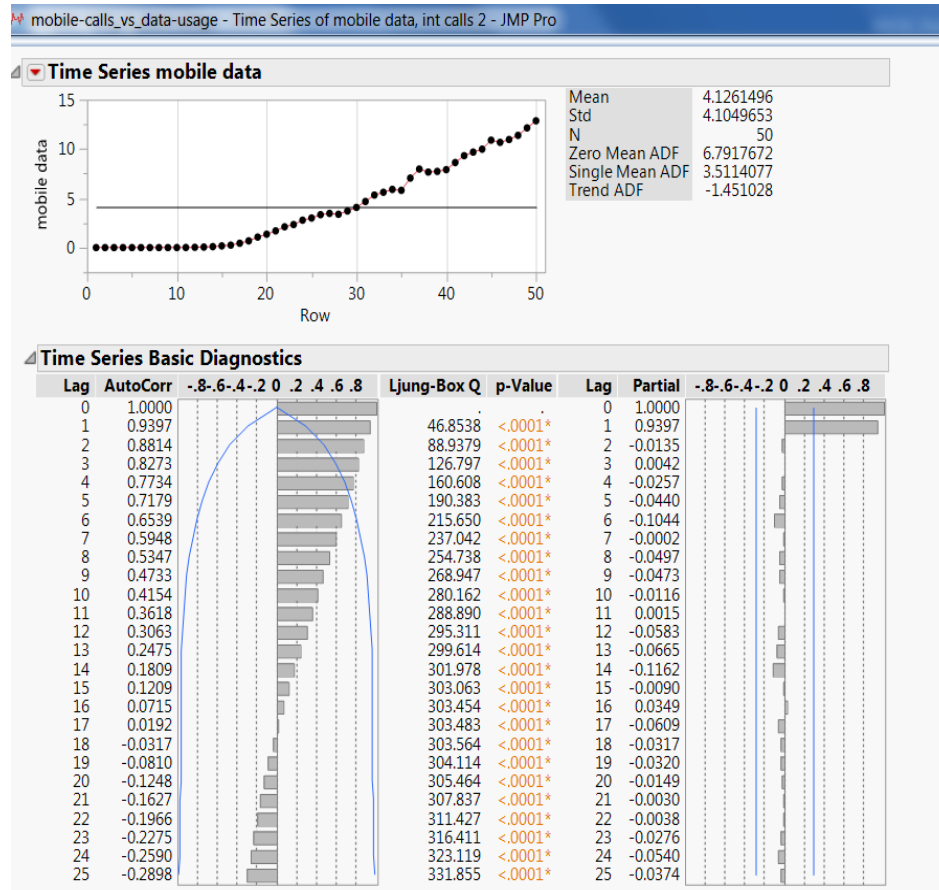 mobile-calls_vs_data-usage - Time Series of mobile data, int calls 2 - JMP Pro
Time Series mobile data
15
10
5
0
mobile data
0 10 20 30 40 50
Row
Mean 4.1261496
Std 4.1049653
N 50
Zero Mean ADF 6.7917672
Single Mean ADF 3.5114077
Trend ADF -1.451028
Time Series Basic Diagnostics
Lag AutoCorr -.8-.6-.4-.2 0 .2 .4 .6 .8 Ljung-Box Q p-Value Lag Partial -.8-.6-.4-.2 0 .2 .4 .6 .8
0 1.0000 . . 0 1.0000
1 0.9397 46.8538 <.0001* 1 0.9397
2 0.8814 88.9379 <.0001* 2 -0.0135
3 0.8273 126.797 <.0001* 3 0.0042
4 0.7734 160.608 <.0001* 4 -0.0257
5 0.7179 190.383 <.0001* 5 -0.0440
6 0.6539 215.650 <.0001* 6 -0.1044
7 0.5948 237.042 <.0001* 7 -0.0002
8 0.5347 254.738 <.0001* 8 -0.0497
9 0.4733 268.947 <.0001* 9 -0.0473
10 0.4154 280.162 <.0001* 10 -0.0116
11 0.3618 288.890 <.0001* 11 0.0015
12 0.3063 295.311 <.0001* 12 -0.0583
13 0.2475 299.614 <.0001* 13 -0.0665
14 0.1809 301.978 <.0001* 14 -0.1162
15 0.1209 303.063 <.0001* 15 -0.0090
16 0.0715 303.454 <.0001* 16 0.0349
17 0.0192 303.483 <.0001* 17 -0.0609
18 -0.0317 303.564 <.0001* 18 -0.0317
19 -0.0810 304.114 <.0001* 19 -0.0320
20 -0.1248 305.464 <.0001* 20 -0.0149
21 -0.1627 307.837 <.0001* 21 -0.0030
22 -0.1966 311.427 <.0001* 22 -0.0038
23 -0.2275 316.411 <.0001* 23 -0.0276
24 -0.2590 323.119 <.0001* 24 -0.0540
25 -0.2898 331.855 <.0001* 25 -0.0374